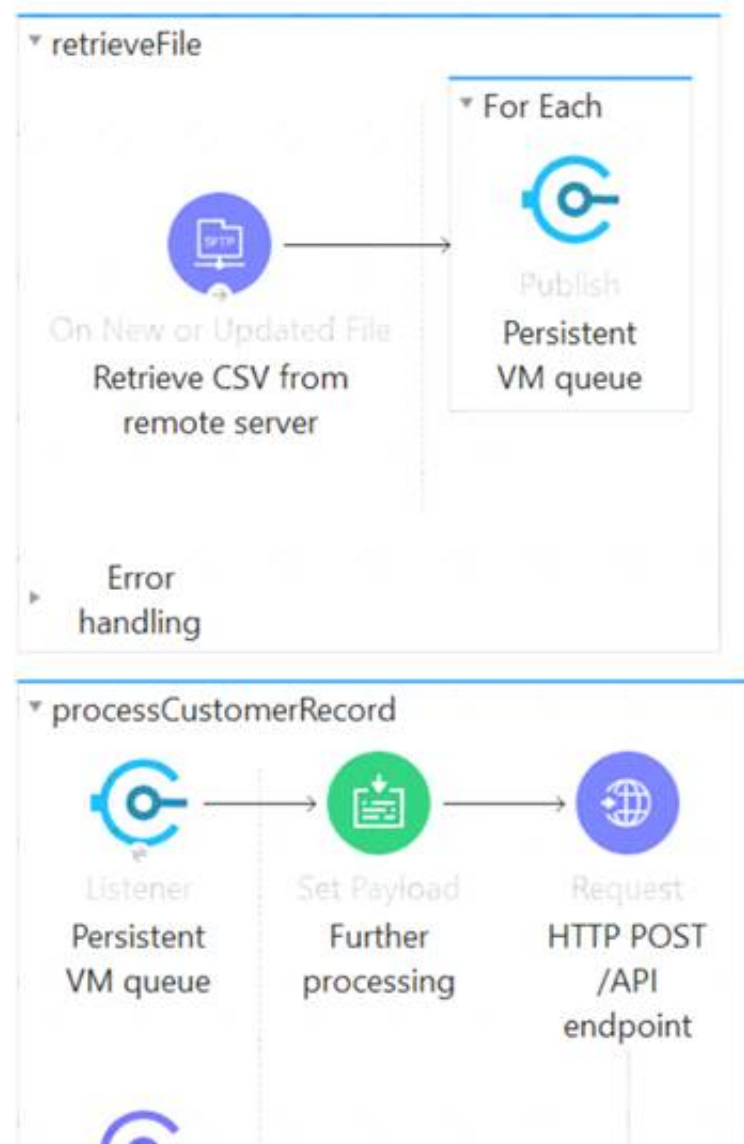 retrieveFile
For Each
SFTP
On New or Updated File
Retrieve CSV from
remote server
Publish
Persistent
VM queue
Error
handling
processCustomerRecord
Listener
Persistent
VM queue
Set Payload
Further
processing
Request
HTTP POST
/API
endpoint